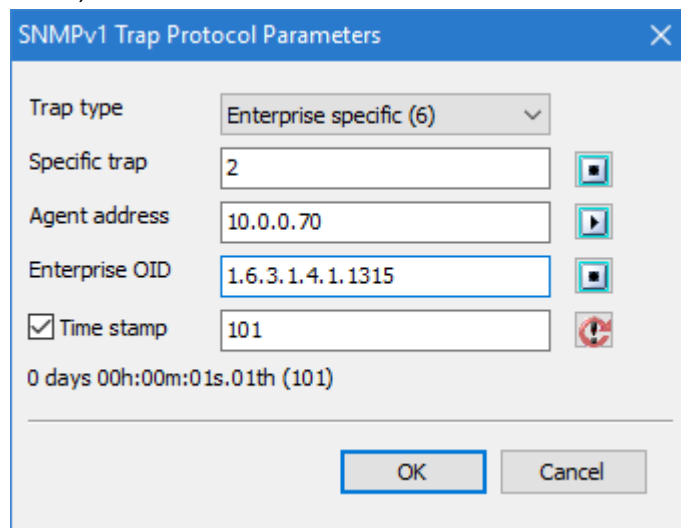 SNMPv1 Trap Protocol Parameters
Trap type Enterprise specific (6)
Specific trap 2
Agent address 10.0.0.70
Enterprise OID 1.6.3.1.4.1.1315
Time stamp 101
0 days 00h:00m:01s.01th (101)
OK Cancel